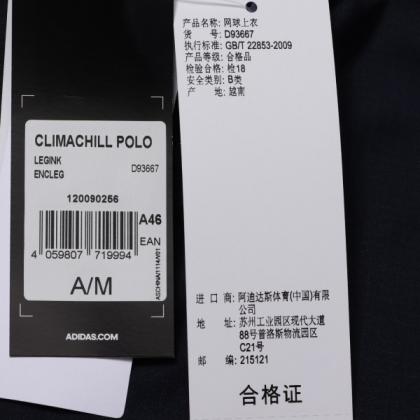 CLIMACHILL POLO
LEGINK D93667
ENCLEG
120090256
A46
EAN
4 059807 719994
ASCHINA/1114/V01
A/M
ADIDAS.COM
产品名称: 网球上衣
货 号: D93667
执行标准: GB/T 22853-2009
产品等级: 合格品
检验合格: 检18
安全类别: B类
产 地: 越南
进 口 商: 阿迪达斯体育(中国)有限
公司
地 址: 苏州工业园区现代大道
88号普洛斯物流园区
C21号
邮 编: 215121
合格证